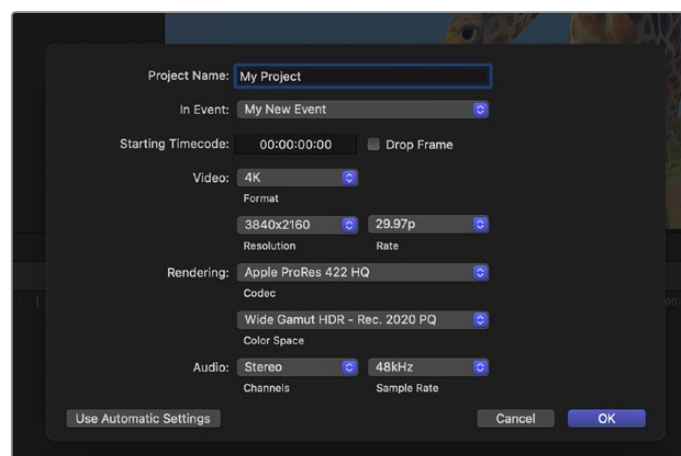 Project Name: My Project
In Event: My New Event
Starting Timecode: 00:00:00:00 Drop Frame
Video: 4K
Format
3840x2160 29.97p
Resolution Rate
Rendering: Apple ProRes 422 HQ
Codec
Wide Gamut HDR - Rec. 2020 PQ
Color Space
Audio: Stereo 48kHz
Channels Sample Rate
Use Automatic Settings Cancel OK